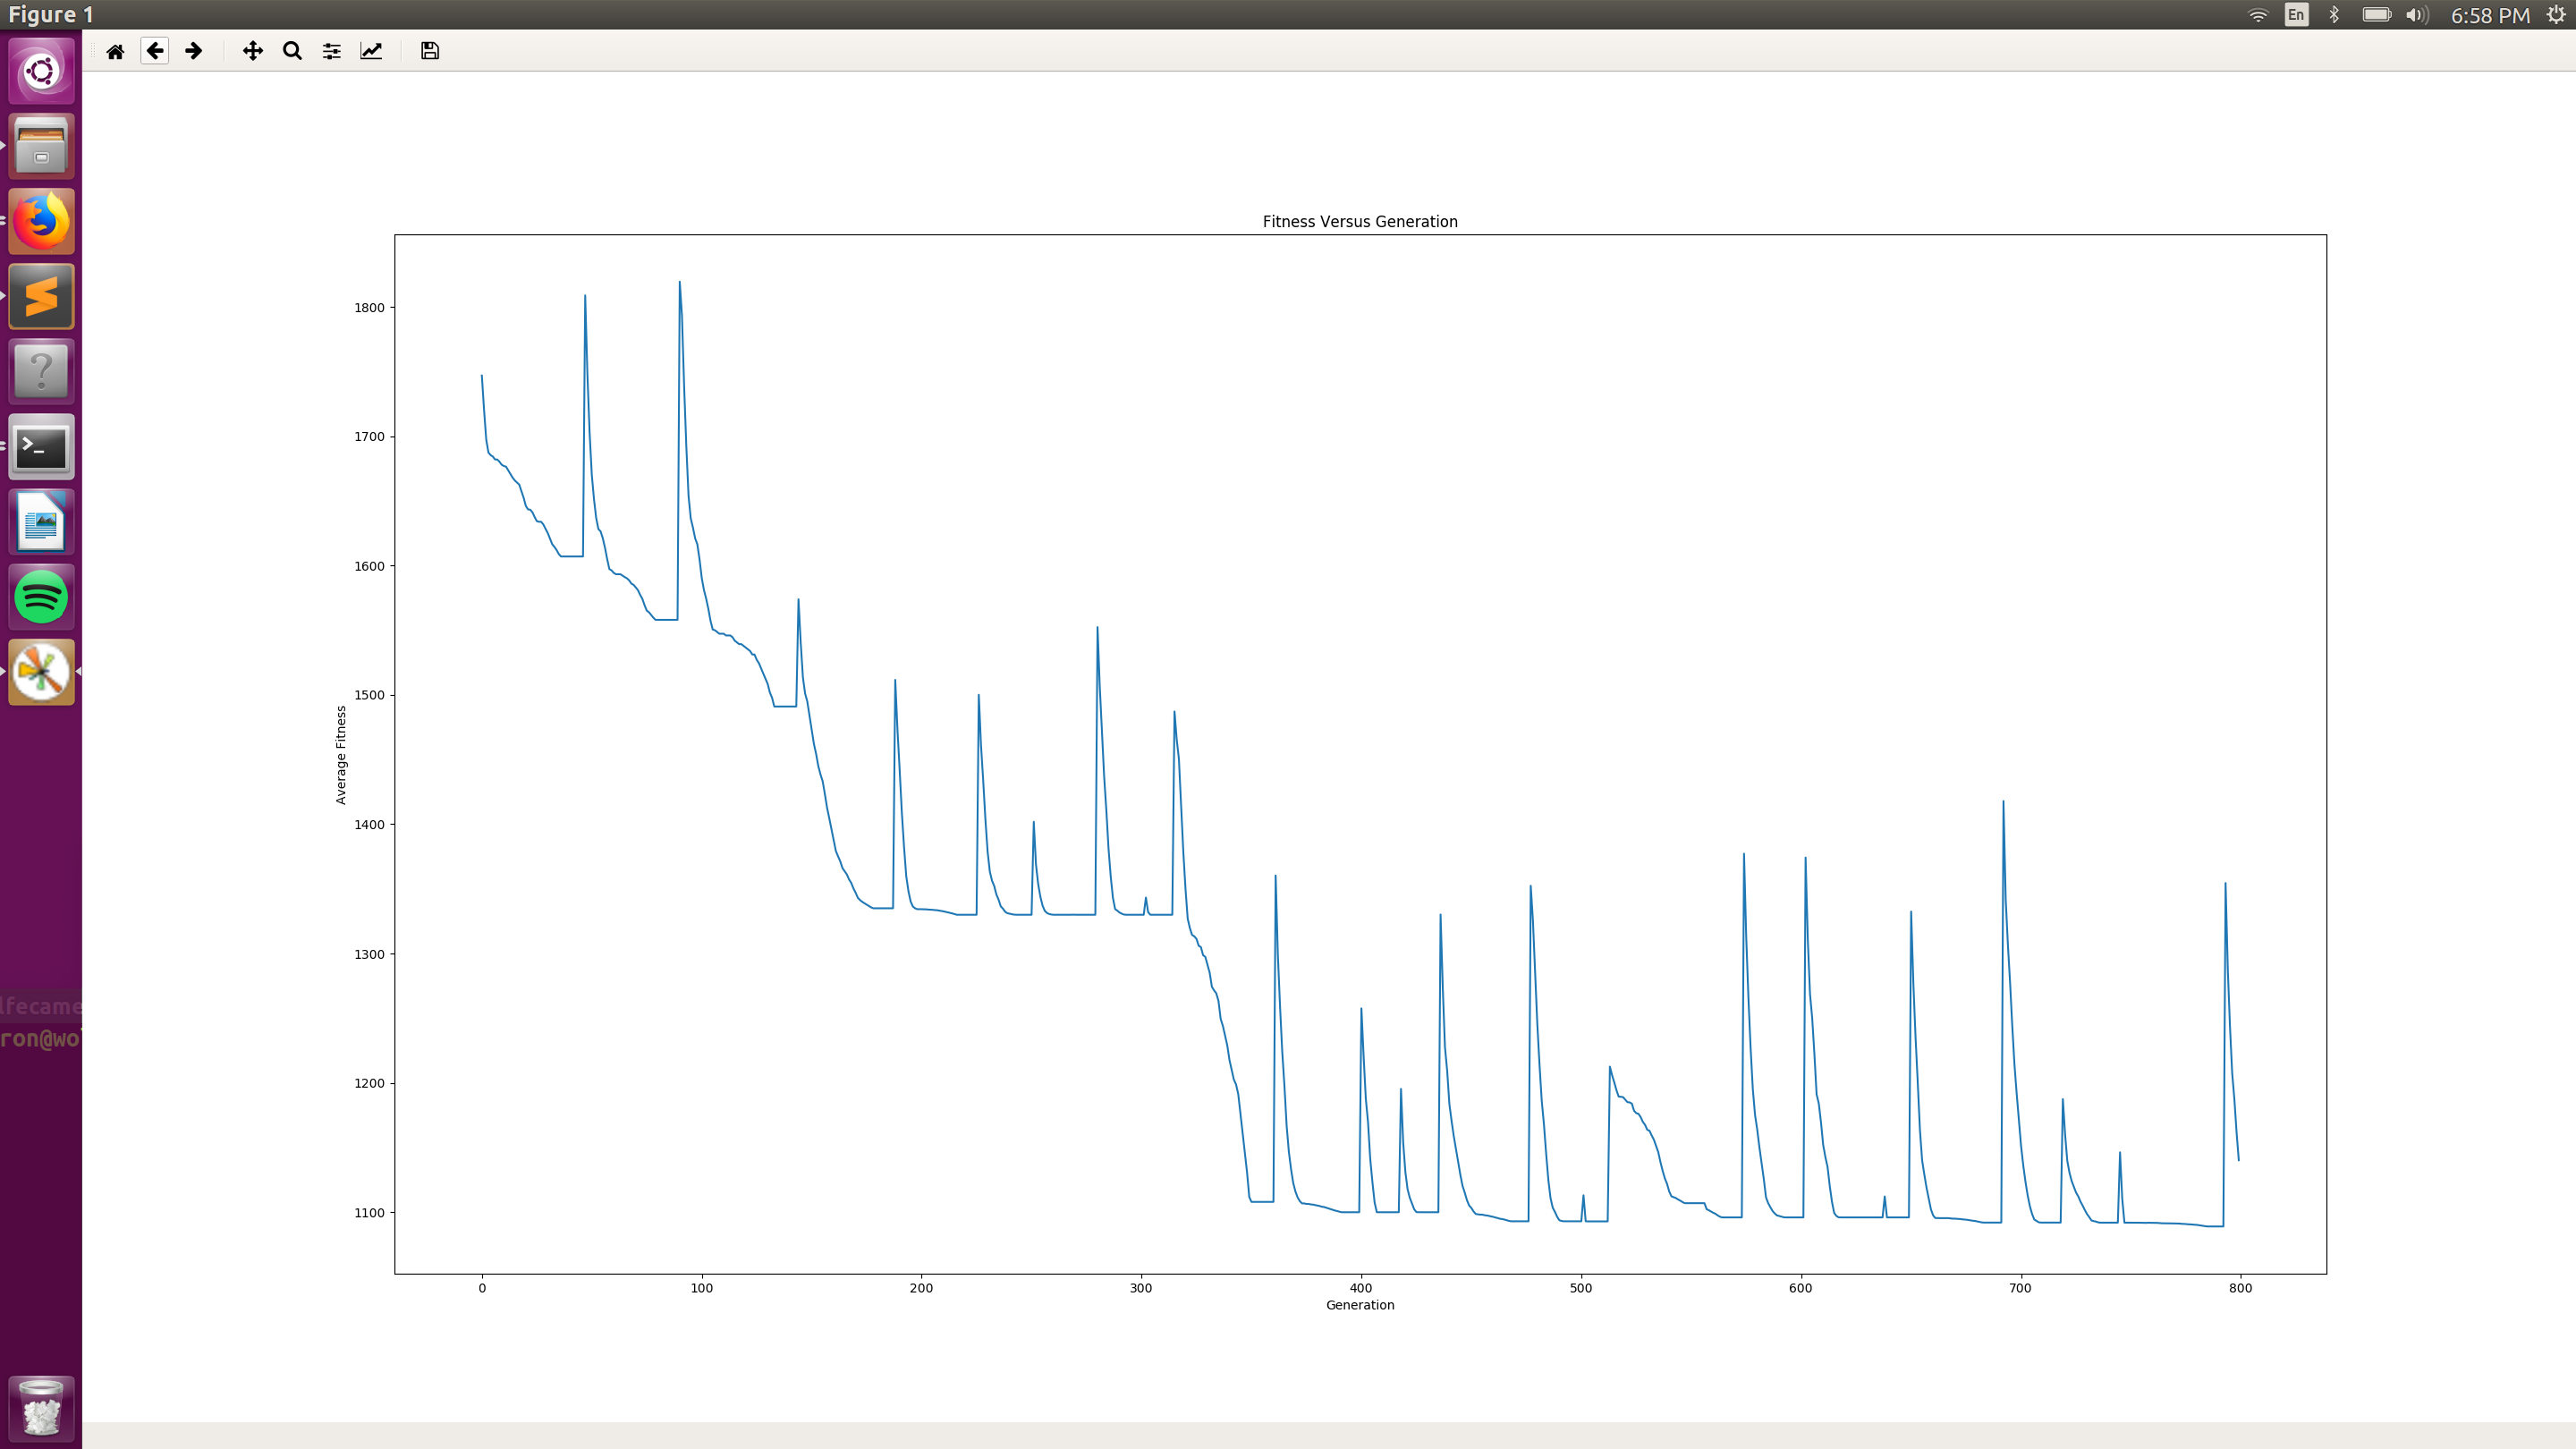 Figure 1
En
6:58 PM
Fitness Versus Generation
1800
1700
1600
1500
1400
1300
1200
1100
Average Fitness
0 100 200 300 400 500 600 700 800
Generation
lfecame
ron@wo